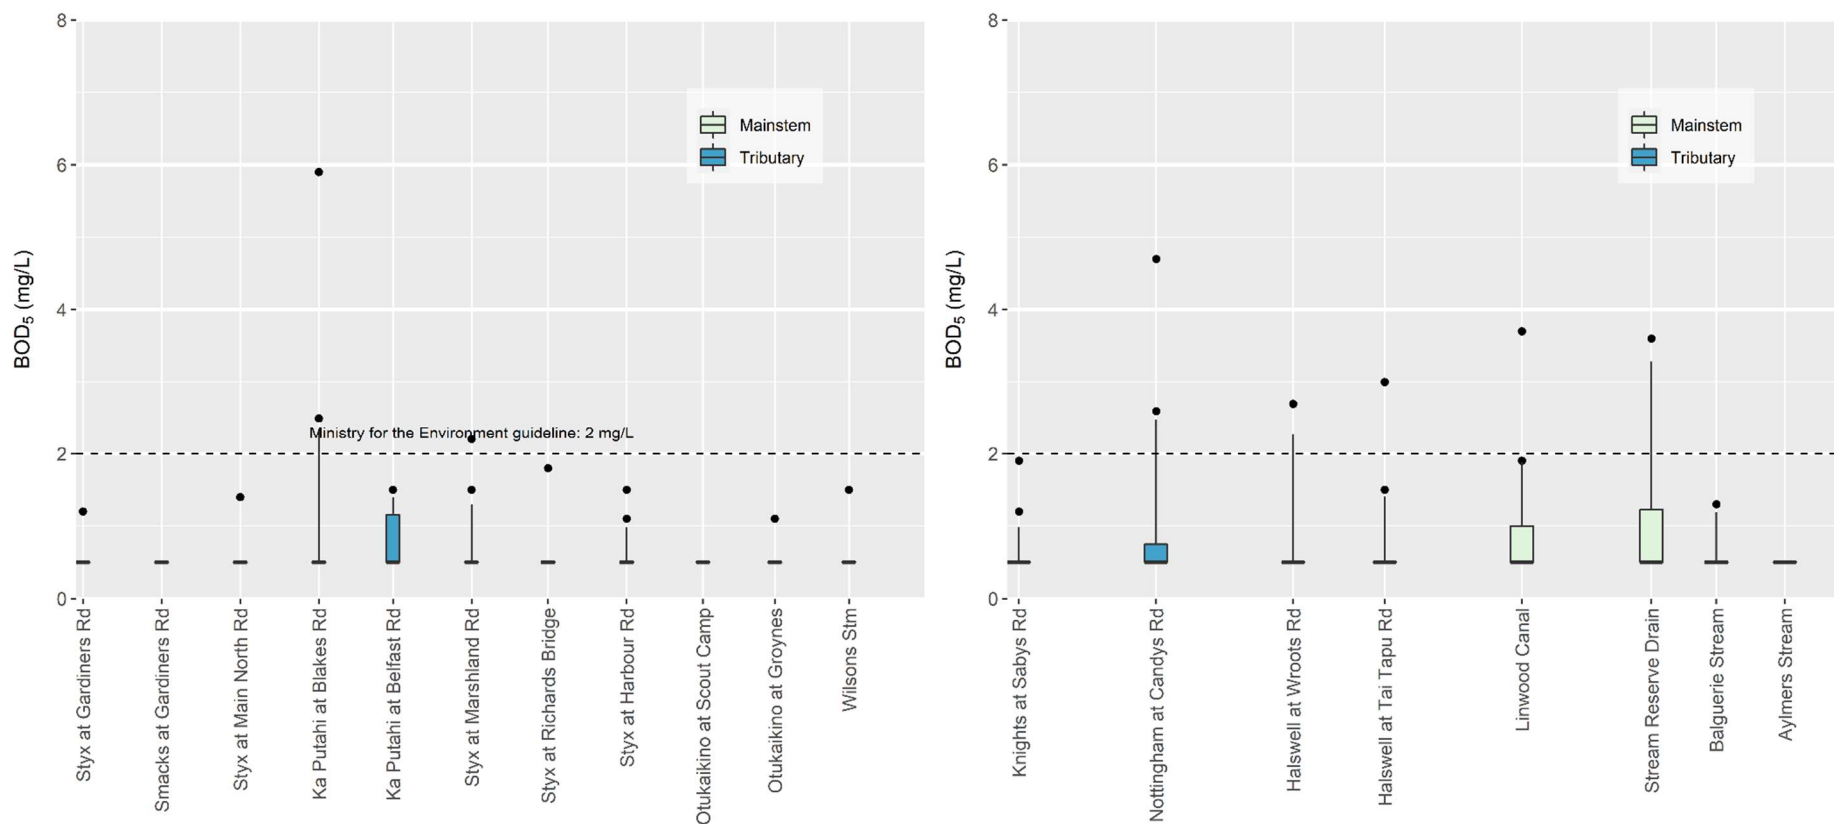 8
6
4
2
0
BOD₅ (mg/L)
Mainstem
Tributary
Ministry for the Environment guideline: 2 mg/L
Styx at Gardiners Rd
Smacks at Gardiners Rd
Styx at Main North Rd
Ka Putahi at Blakes Rd
Ka Putahi at Belfast Rd
Styx at Marshland Rd
Styx at Richards Bridge
Styx at Harbour Rd
Otukaikino at Scout Camp
Otukaikino at Groynes
Wilsons Stm
8
6
4
2
0
BOD₅ (mg/L)
Mainstem
Tributary
Knights at Sabys Rd
Nottingham at Candys Rd
Halswell at Wroots Rd
Halswell at Tai Tapu Rd
Linwood Canal
Stream Reserve Drain
Balguerie Stream
Aylmers Stream